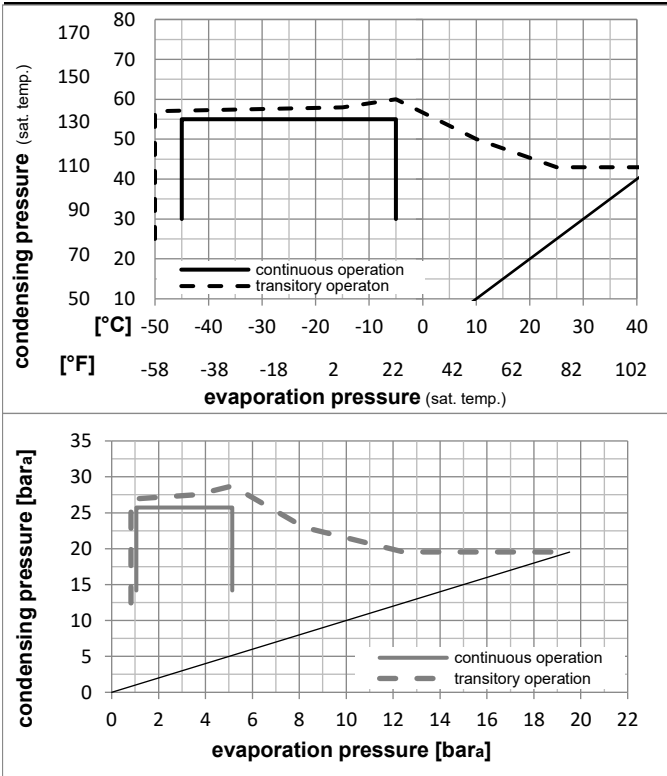 condensing pressure (sat. temp.)
170
150
130
110
90
70
50
80
70
60
50
40
30
20
10
continuous operation
transitory operaton
[°C] -50 -40 -30 -20 -10 0 10 20 30 40
[°F] -58 -38 -18 2 22 42 62 82 102
evaporation pressure (sat. temp.)
condensing pressure [bara]
35
30
25
20
15
10
5
0
continuous operation
transitory operation
0 2 4 6 8 10 12 14 16 18 20 22
evaporation pressure [bara]